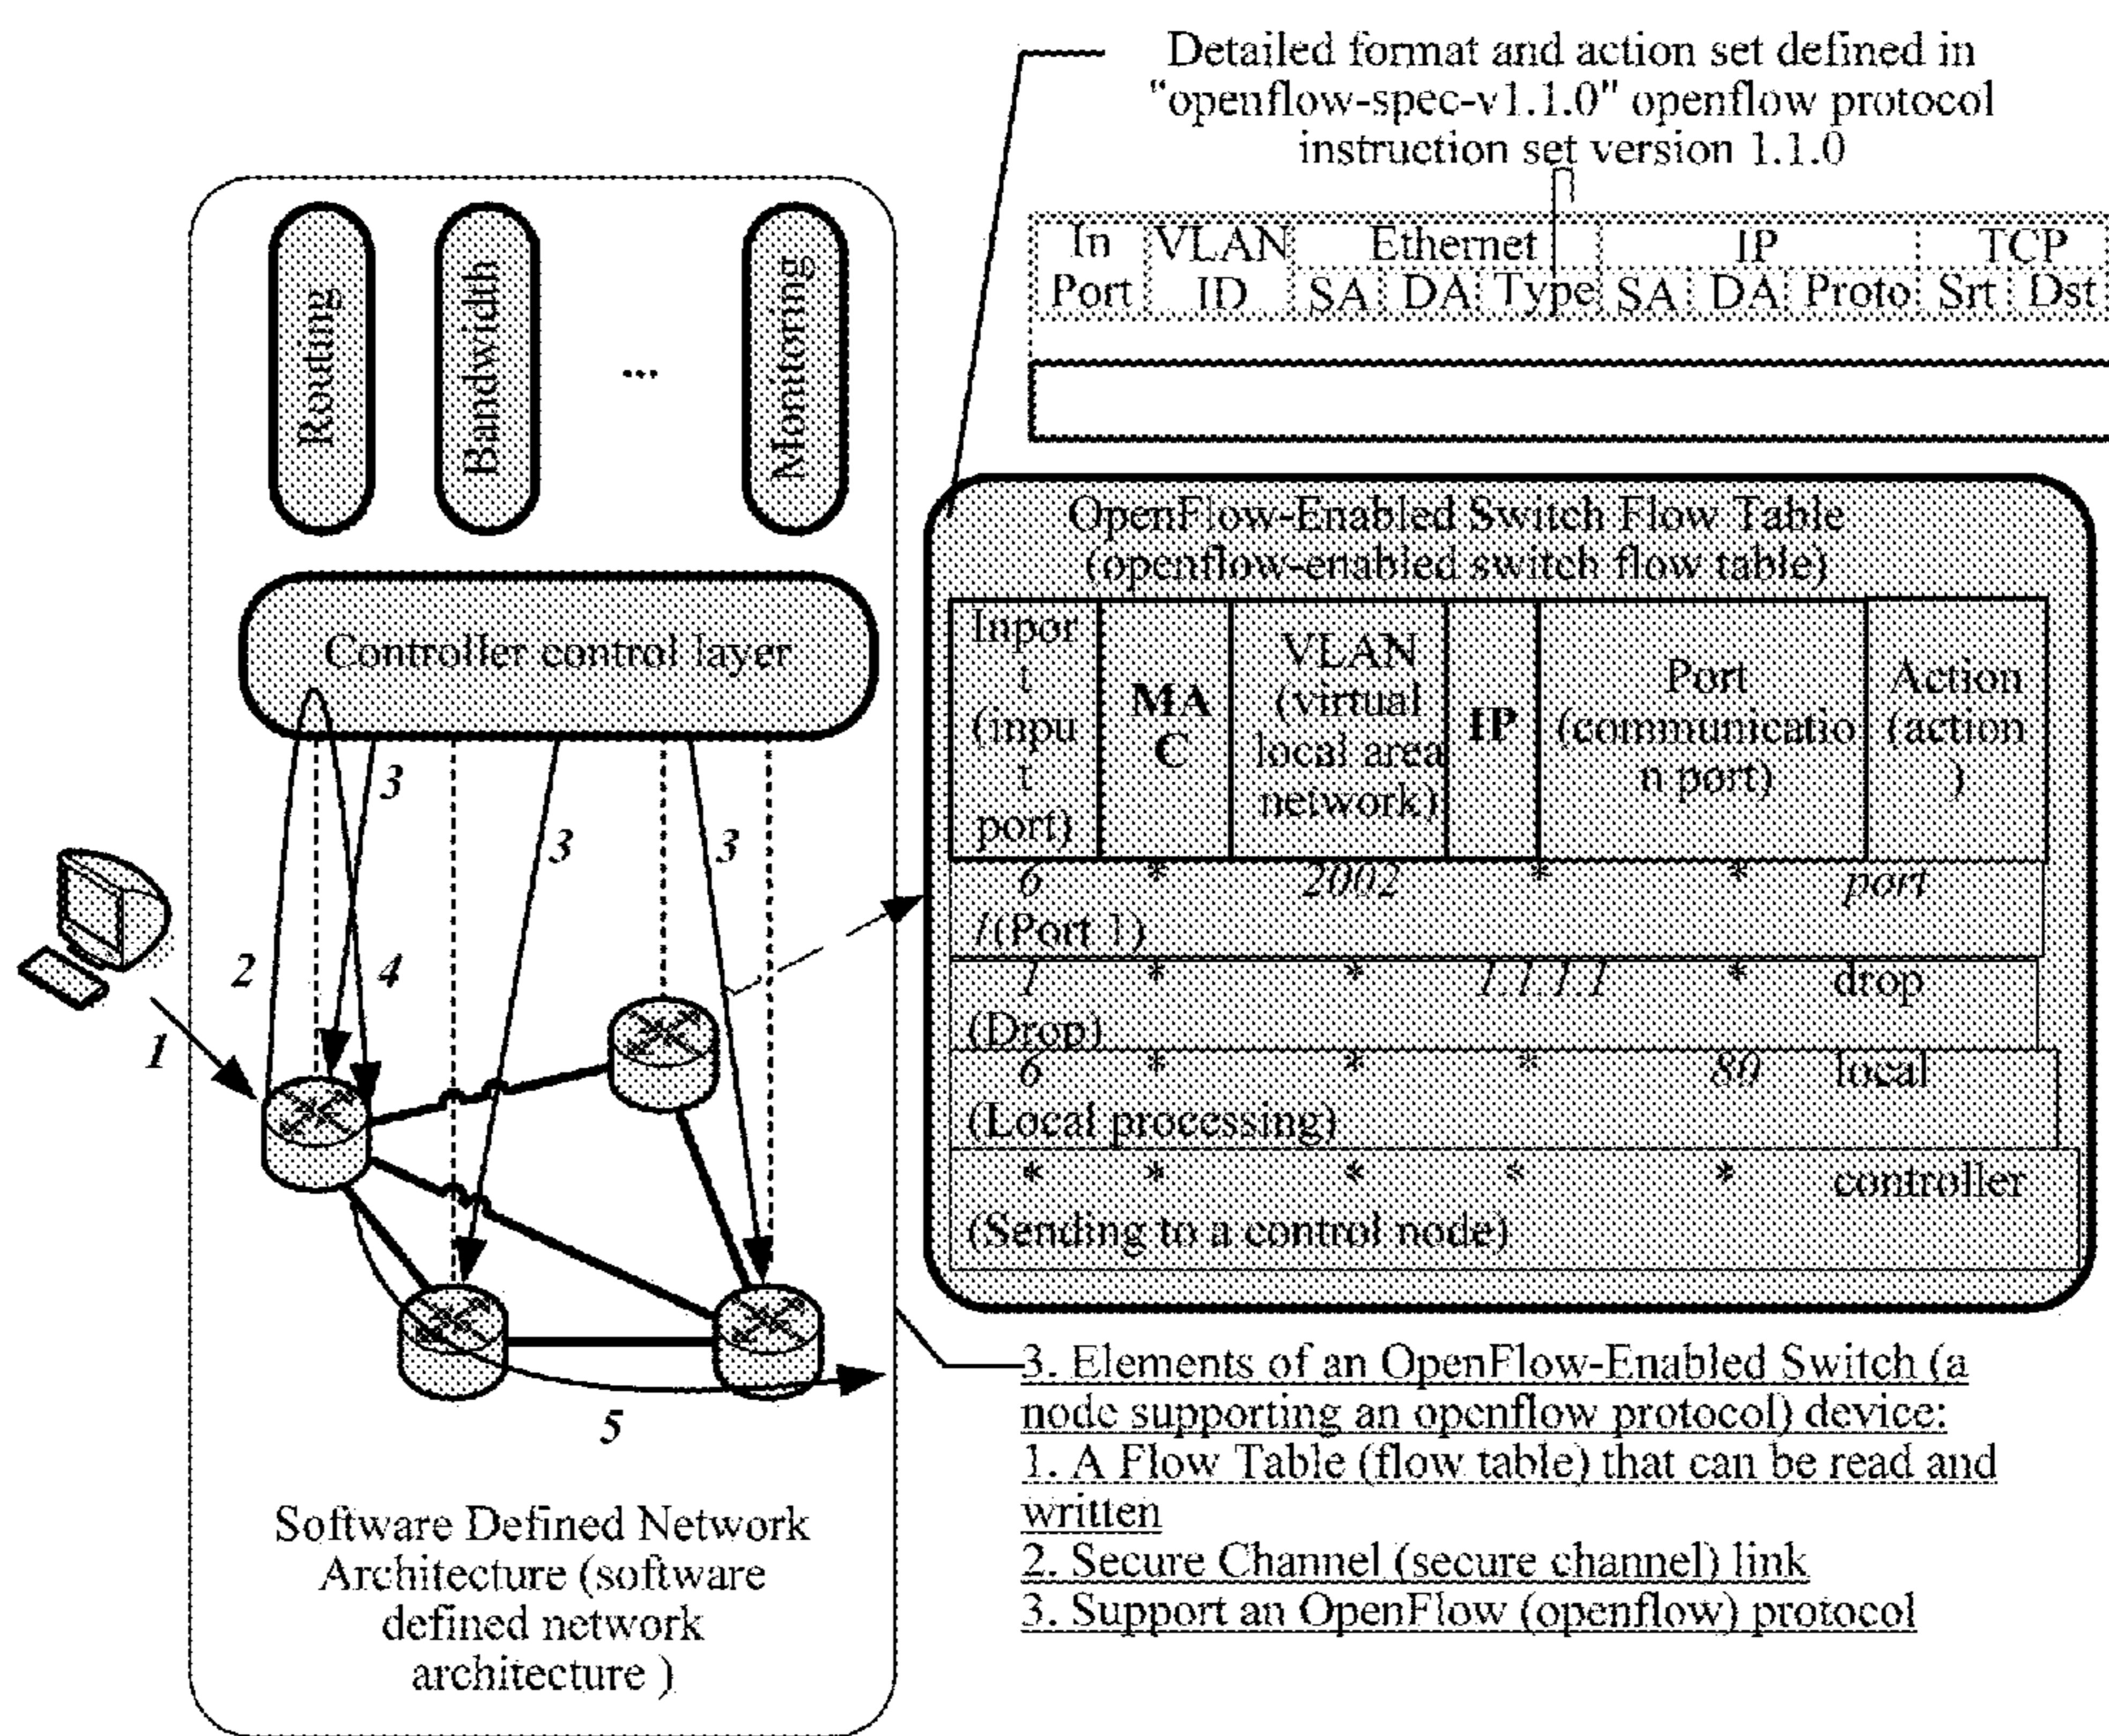 Detailed format and action set defined in
"openflow-spec-v1.1.0" openflow protocol
instruction set version 1.1.0
In VLAN Ethernet IP TCP
Port ID SA DA Type SA DA Proto Srt Dst
Routing
Bandwidth
...
Monitoring
Controller control layer
3
3
3
2
4
1
5
Software Defined Network
Architecture (software
defined network
architecture )
OpenFlow-Enabled Switch Flow Table
(openflow-enabled switch flow table)
Inpor
t
(inpu
t
port)
MA
C
VLAN
(virtual
local area
network)
IP
Port
(communicatio
n port)
Action
(action
)
6 * 2002 * * port
/(Port 1)
1 * * 1.1.1.1 * drop
(Drop)
6 * * * 80 local
(Local processing)
* * * * * controller
(Sending to a control node)
3. Elements of an OpenFlow-Enabled Switch (a
node supporting an openflow protocol) device:
1. A Flow Table (flow table) that can be read and
written
2. Secure Channel (secure channel) link
3. Support an OpenFlow (openflow) protocol